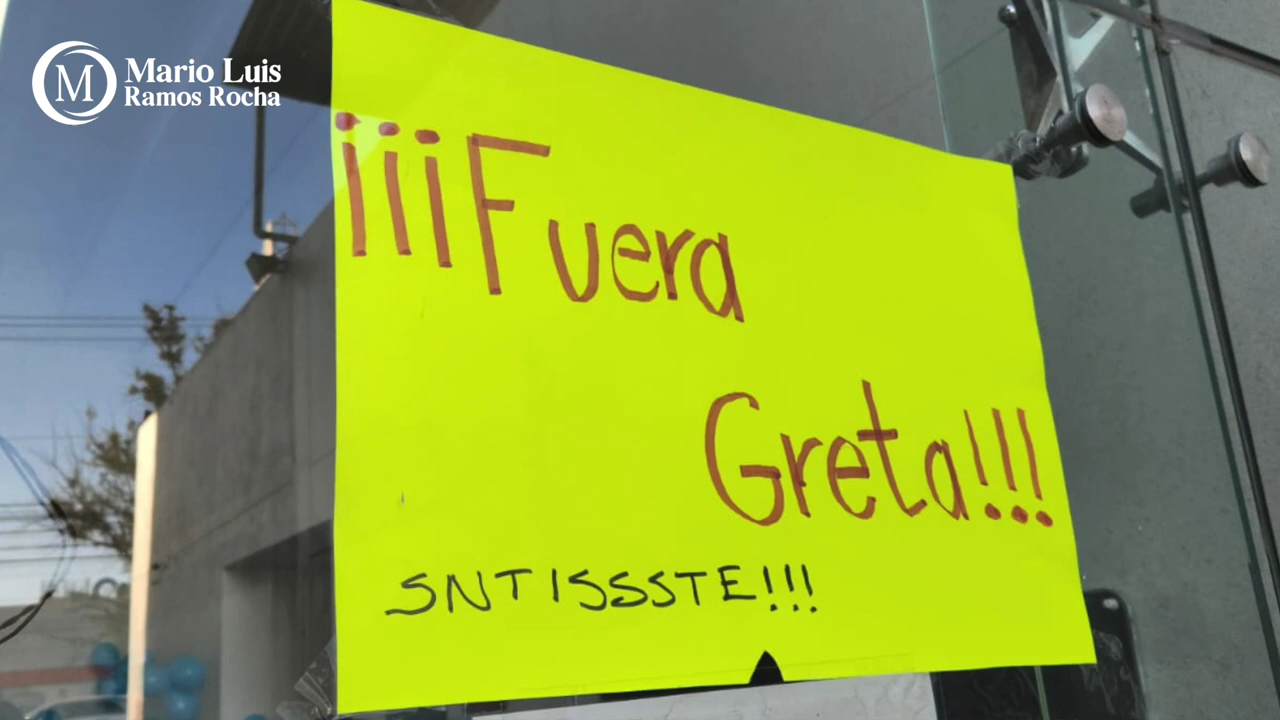 M
Mario Luis
Ramos Rocha
¡¡¡Fuera
Greta!!!
SNTISSSTE!!!